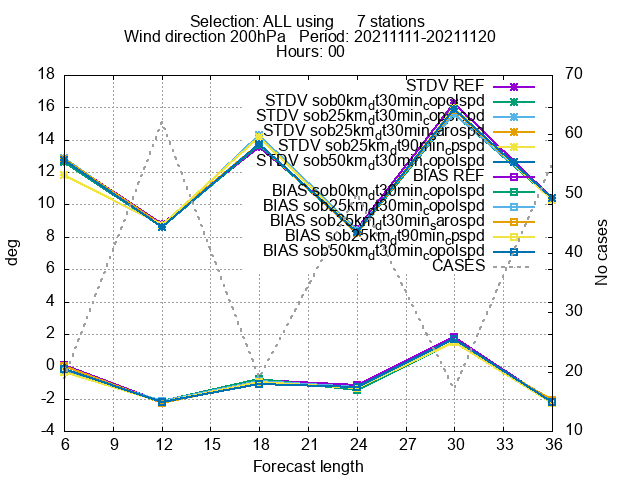 Selection: ALL using 7 stations
Wind direction 200hPa Period: 20211111-20211120
Hours: 00
18 70
16 60
14 50
12 40
10 30
8 20
6 10
4
2
0
-2
-4
deg
No cases
STDV REF
STDV sob0km_dt30min_copolspd
STDV sob25km_dt30min_copolspd
STDV sob25km_dt30min_sarospd
STDV sob25km_dt90min_cpspd
STDV sob50km_dt30min_copolspd
BIAS REF
BIAS sob0km_dt30min_copolspd
BIAS sob25km_dt30min_copolspd
BIAS sob25km_dt30min_sarospd
BIAS sob25km_dt90min_cpspd
BIAS sob50km_dt30min_copolspd
CASES
6 9 12 15 18 21 24 27 30 33 36
Forecast length